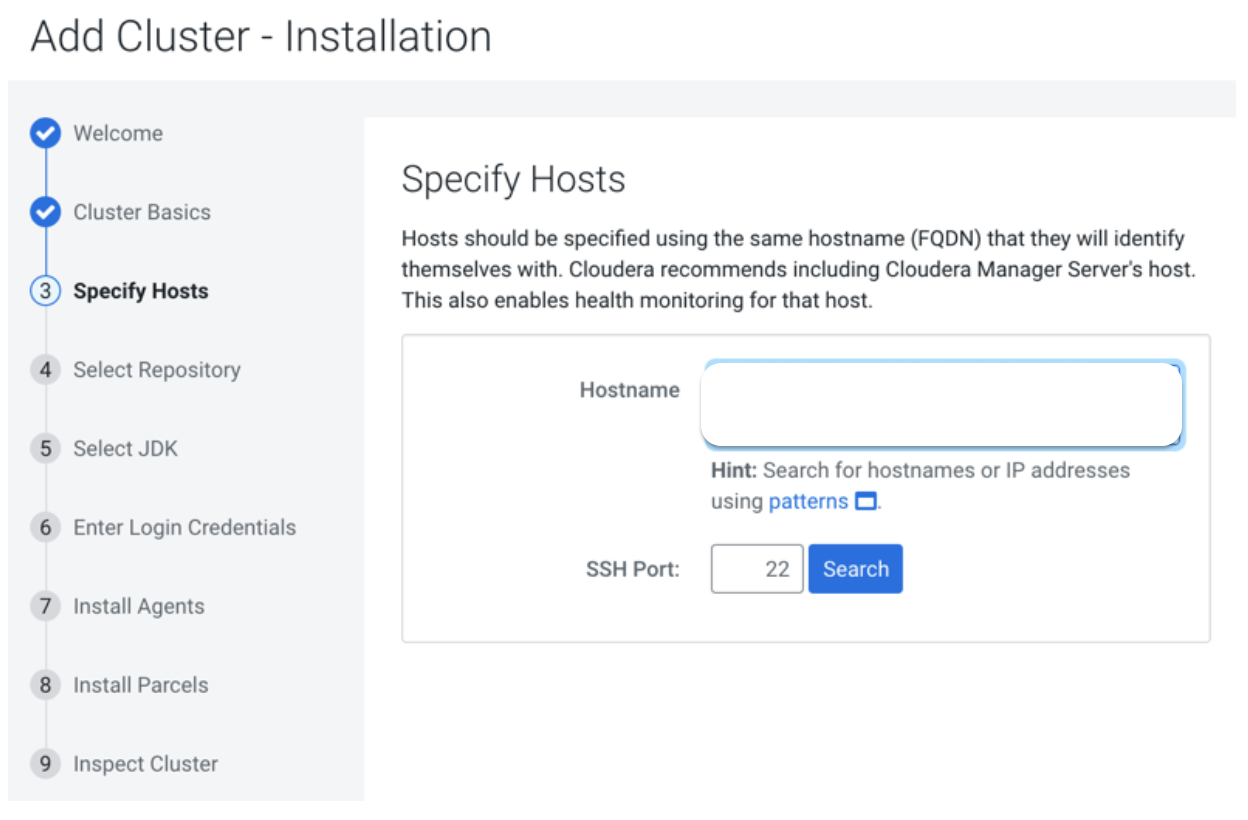 Add Cluster - Installation
Welcome
Cluster Basics
3 Specify Hosts
4 Select Repository
5 Select JDK
6 Enter Login Credentials
7 Install Agents
8 Install Parcels
9 Inspect Cluster
Specify Hosts
Hosts should be specified using the same hostname (FQDN) that they will identify
themselves with. Cloudera recommends including Cloudera Manager Server's host.
This also enables health monitoring for that host.
Hostname
Hint: Search for hostnames or IP addresses
using patterns .
SSH Port: 22 Search